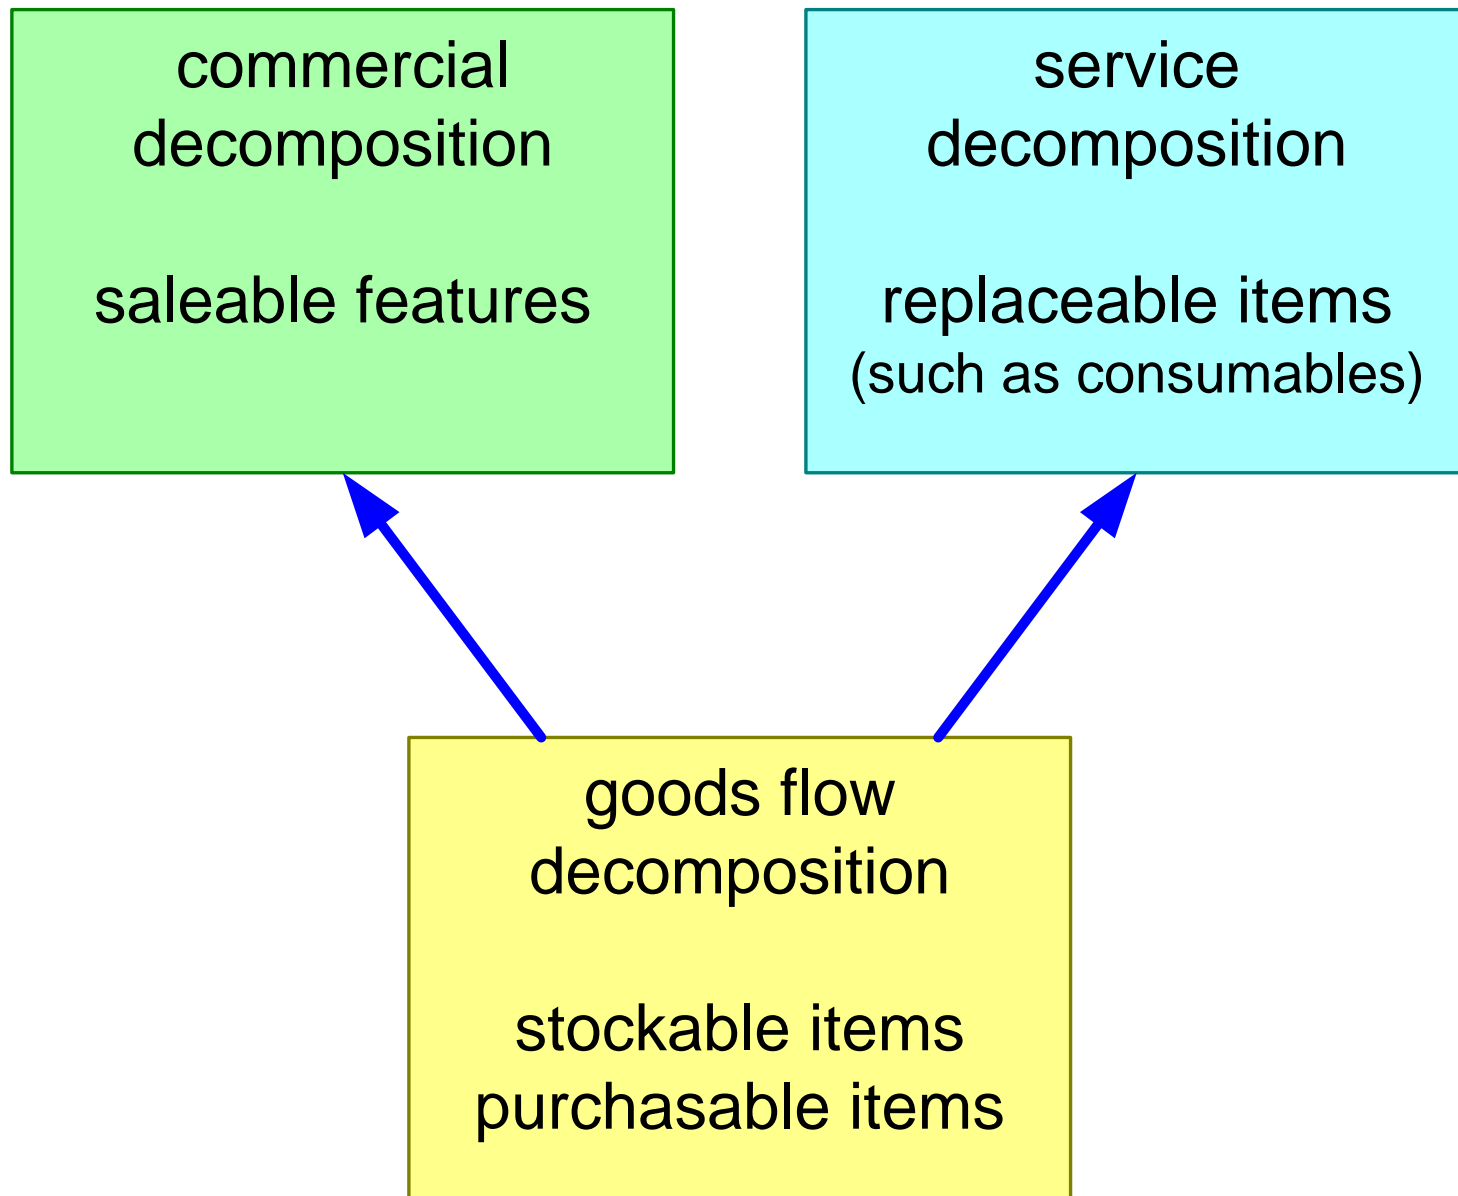 commercial
decomposition
saleable features
service
decomposition
replaceable items
(such as consumables)
goods flow
decomposition
stockable items
purchasable items